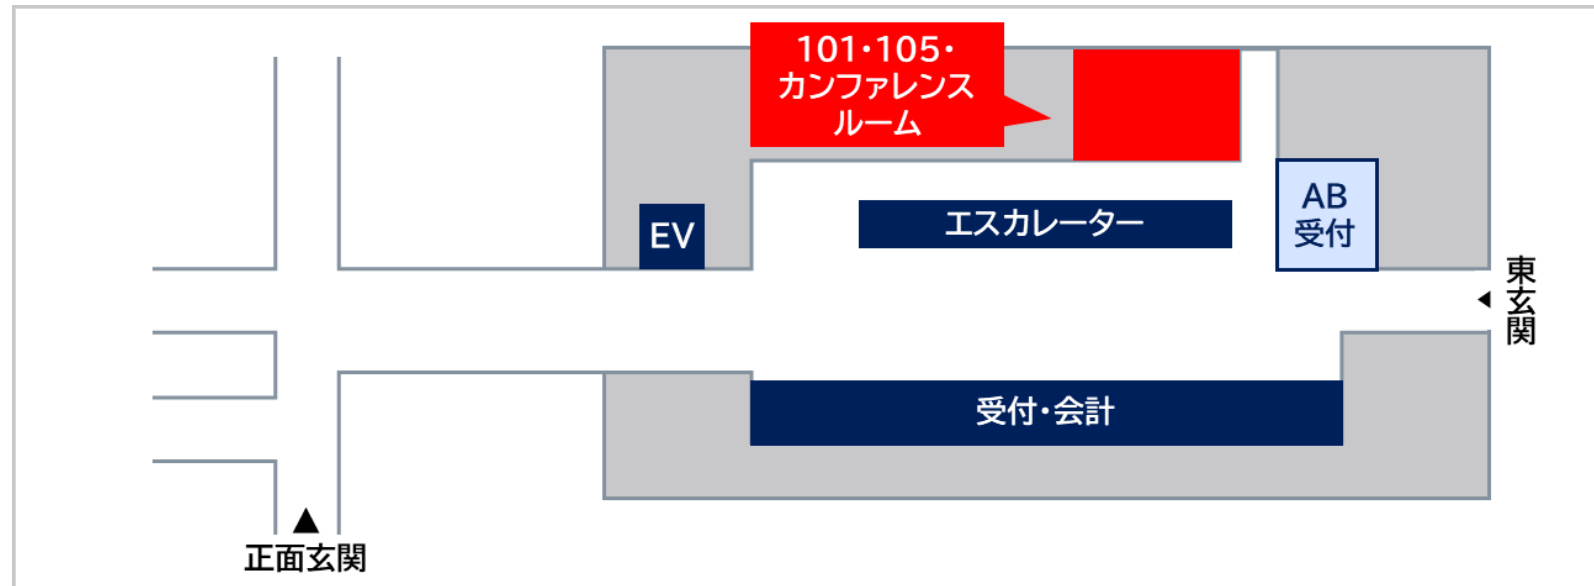 101・105・
カンファレンス
ルーム
EV
エスカレーター
AB
受付
東玄関
受付・会計
正面玄関